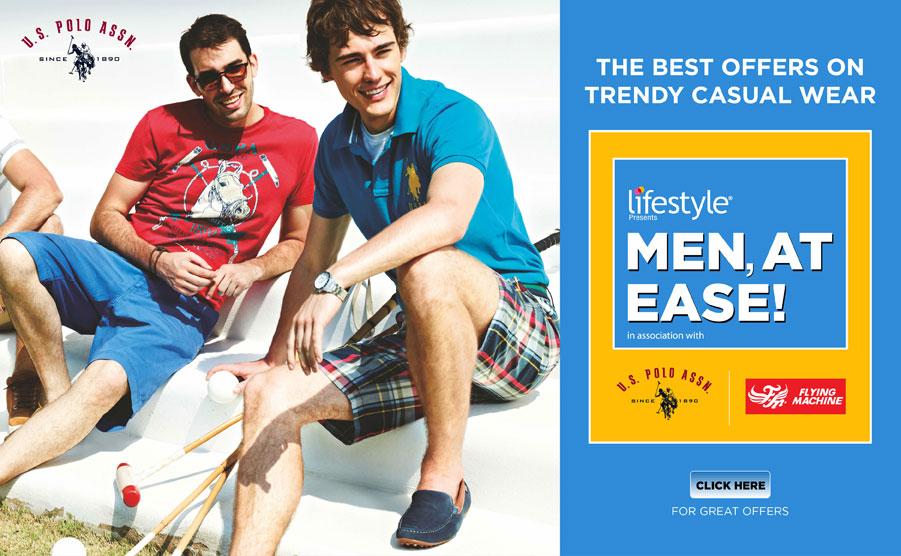 U.S. POLO ASSN.
SINCE 1890
THE BEST OFFERS ON
TRENDY CASUAL WEAR
lifestyle®
Presents
MEN, AT
EASE!
in association with
U.S. POLO ASSN.
SINCE 1890
FLYING
MACHINE
CLICK HERE
FOR GREAT OFFERS